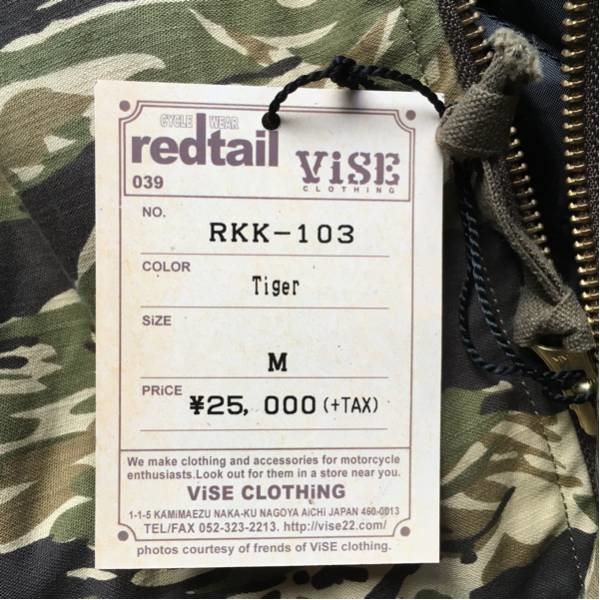 CYCLE WEAR
redtail ViSE
CLOTHING
039
NO.
RKK-103
COLOR
Tiger
SiZE
M
PRiCE
¥25,000 (+TAX)
We make clothing and accessories for motorcycle
enthusiasts.Look out for them in a store near you.
ViSE CLOTHiNG
1-1-5 KAMiMAEZU NAKA-KU NAGOYA AiCHi JAPAN 460-0013
TEL/FAX 052-323-2213. http://vise22.com/
photos courtesy of frends of ViSE clothing.